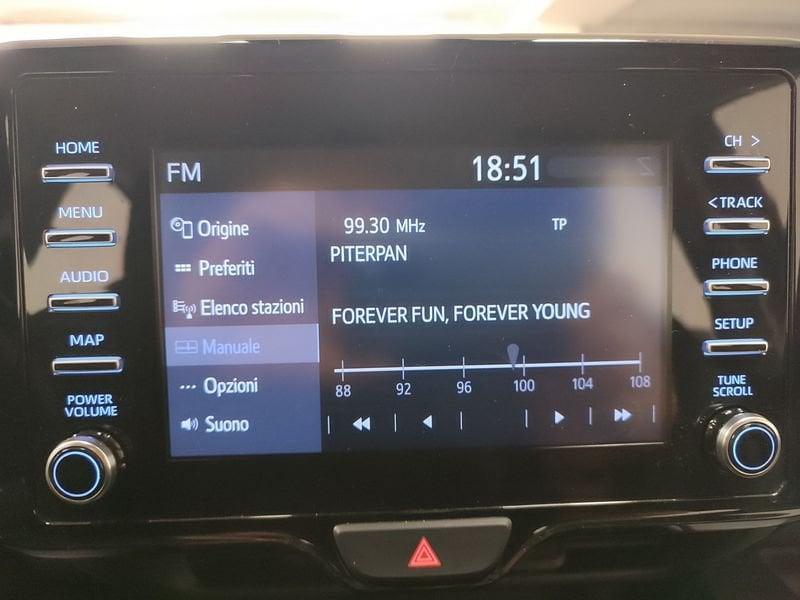 HOME
MENU
AUDIO
MAP
POWER
VOLUME
FM
18:51
Origine
Preferiti
Elenco stazioni
Manuale
Opzioni
Suono
99.30 MHz
TP
PITERPAN
FOREVER FUN, FOREVER YOUNG
88 92 96 100 104 108
CH >
< TRACK
PHONE
SETUP
TUNE
SCROLL